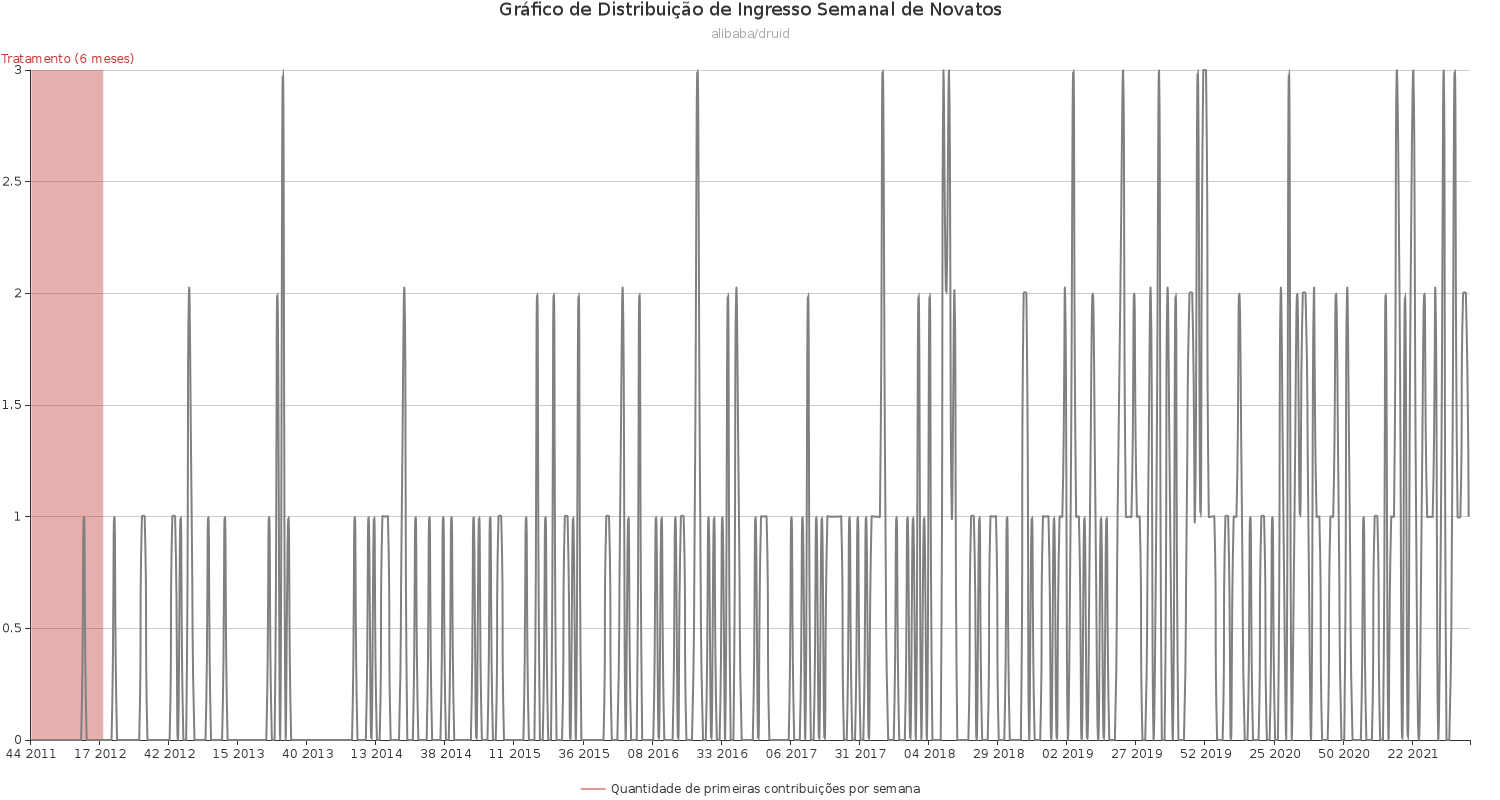 Gráfico de Distribuição de Ingresso Semanal de Novatos
alibaba/druid
Tratamento (6 meses)
3
2.5
2
1.5
1
0.5
0
44 2011 17 2012 42 2012 15 2013 40 2013 13 2014 38 2014 11 2015 36 2015 08 2016 33 2016 06 2017 31 2017 04 2018 29 2018 02 2019 27 2019 52 2019 25 2020 50 2020 22 2021
Quantidade de primeiras contribuições por semana